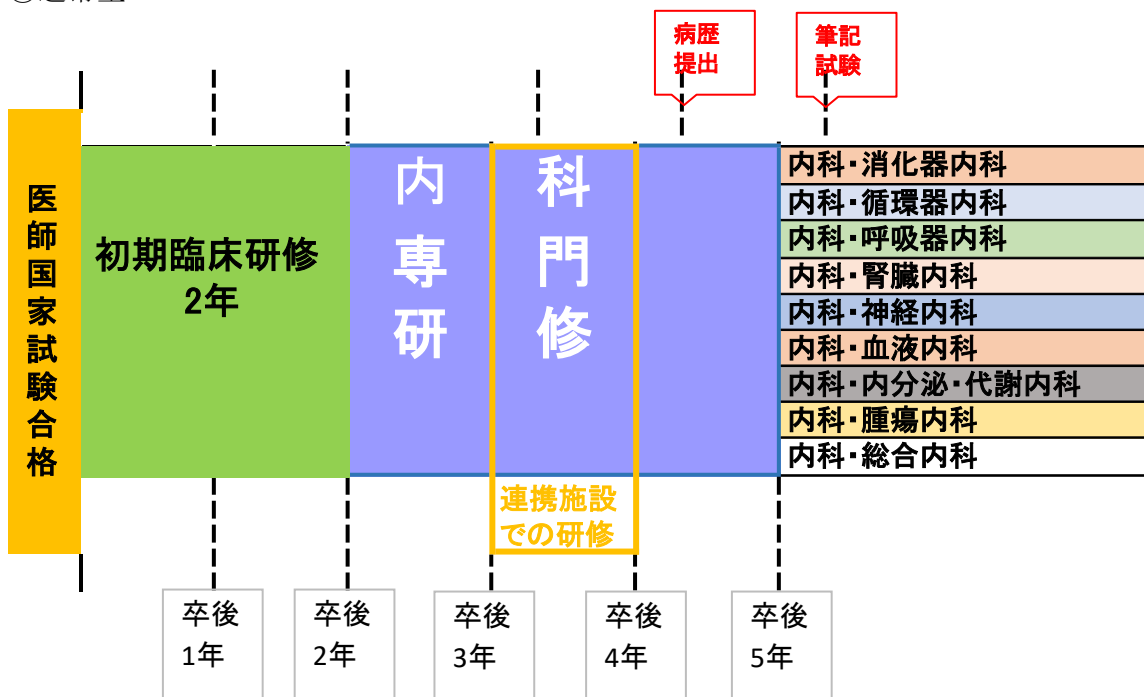 病歴
提出
筆記
試験
医師国家試験合格
初期臨床研修
2年
内科
専門
研修
内科・消化器内科
内科・循環器内科
内科・呼吸器内科
内科・腎臓内科
内科・神経内科
内科・血液内科
内科・内分泌・代謝内科
内科・腫瘍内科
内科・総合内科
連携施設
での研修
卒後
1年
卒後
2年
卒後
3年
卒後
4年
卒後
5年